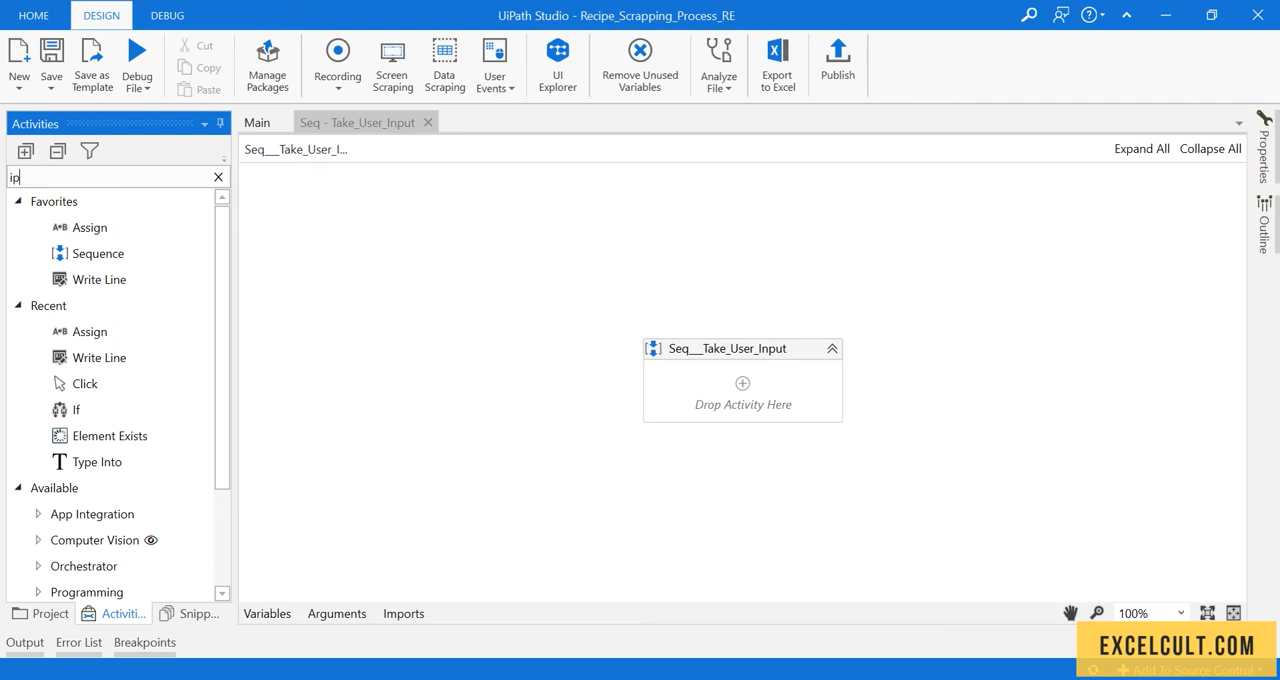 HOME DESIGN DEBUG UiPath Studio - Recipe_Scrapping_Process_RE
New Save Save as Template Debug File Cut Copy Paste Manage Packages Recording Screen Scraping Data Scraping User Events UI Explorer Remove Unused Variables Analyze File Export to Excel Publish
Activities
Main Seq - Take_User_Input
Seq___Take_User_I... Expand All Collapse All
ip
Favorites
Assign
Sequence
Write Line
Recent
Assign
Write Line
Click
If
Element Exists
Type Into
Available
App Integration
Computer Vision
Orchestrator
Programming
Seq___Take_User_Input
Drop Activity Here
Properties
Outline
Project Activiti... Snipp... Variables Arguments Imports 100%
Output Error List Breakpoints
EXCELCULT.COM
Add To Source Control